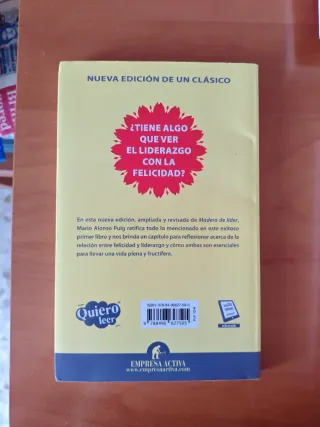 NUEVA EDICIÓN DE UN CLÁSICO
¿TIENE ALGO
QUE VER
EL LIDERAZGO
CON LA
FELICIDAD?
En esta nueva edición, ampliada y revisada de Madera de líder,
Mario Alonso Puig ratifica todo lo mencionado en este exitoso
primer libro y nos brinda un capítulo para reflexionar acerca de la
relación entre felicidad y liderazgo y cómo ambas son esenciales
para llevar una vida plena y fructífera.
Quiero
leer
EMPRESA ACTIVA
www.empresaactiva.com